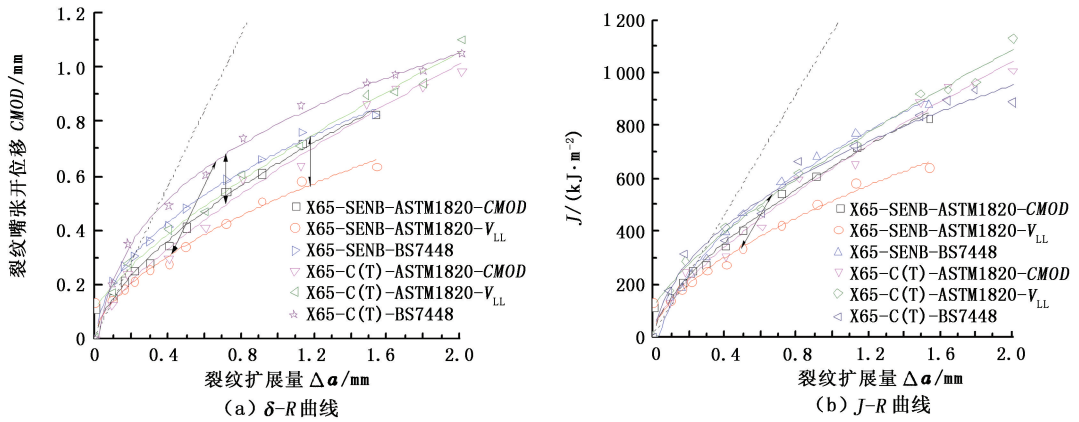 裂纹嘴张开位移 CMOD/mm
1.2
1.0
0.8
0.6
0.4
0.2
0
0 0.4 0.8 1.2 1.6 2.0
X65-SENB-ASTM1820-CMOD
X65-SENB-ASTM1820-V_LL
X65-SENB-BS7448
X65-C(T)-ASTM1820-CMOD
X65-C(T)-ASTM1820-V_LL
X65-C(T)-BS7448
裂纹扩展量 Δa/mm
(a) δ-R 曲线
J/(kJ·m⁻²)
1 200
1 000
800
600
400
200
0
0 0.4 0.8 1.2 1.6 2.0
X65-SENB-ASTM1820-CMOD
X65-SENB-ASTM1820-V_LL
X65-SENB-BS7448
X65-C(T)-ASTM1820-CMOD
X65-C(T)-ASTM1820-V_LL
X65-C(T)-BS7448
裂纹扩展量 Δa/mm
(b) J-R 曲线